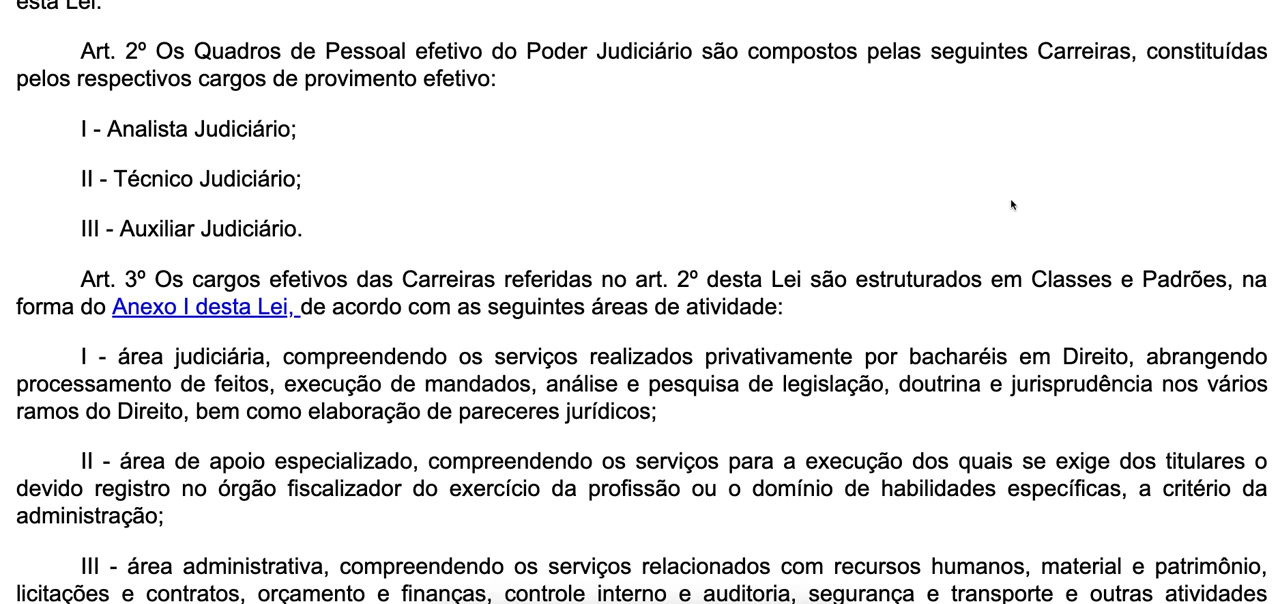 esta Lei.
Art. 2º Os Quadros de Pessoal efetivo do Poder Judiciário são compostos pelas seguintes Carreiras, constituídas
pelos respectivos cargos de provimento efetivo:
I - Analista Judiciário;
II - Técnico Judiciário;
III - Auxiliar Judiciário.
Art. 3º Os cargos efetivos das Carreiras referidas no art. 2º desta Lei são estruturados em Classes e Padrões, na
forma do Anexo I desta Lei, de acordo com as seguintes áreas de atividade:
I - área judiciária, compreendendo os serviços realizados privativamente por bacharéis em Direito, abrangendo
processamento de feitos, execução de mandados, análise e pesquisa de legislação, doutrina e jurisprudência nos vários
ramos do Direito, bem como elaboração de pareceres jurídicos;
II - área de apoio especializado, compreendendo os serviços para a execução dos quais se exige dos titulares o
devido registro no órgão fiscalizador do exercício da profissão ou o domínio de habilidades específicas, a critério da
administração;
III - área administrativa, compreendendo os serviços relacionados com recursos humanos, material e patrimônio,
licitações e contratos, orçamento e finanças, controle interno e auditoria, segurança e transporte e outras atividades